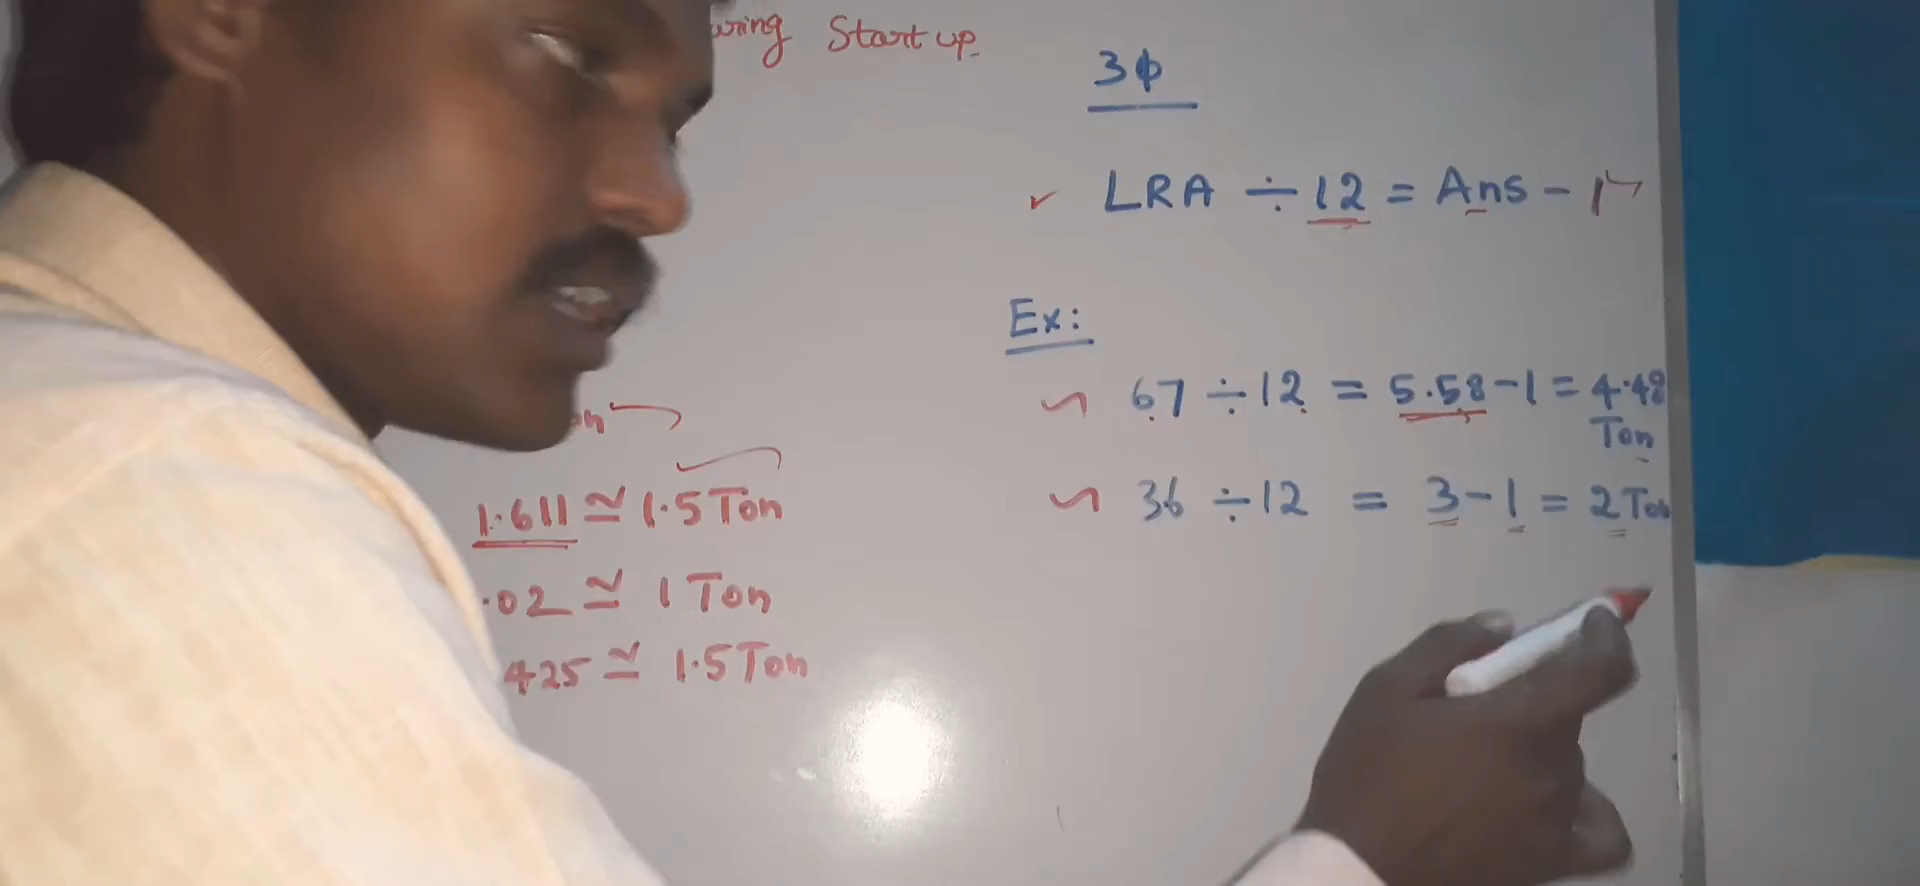 Start up.
3φ
LRA ÷ 12 = Ans - 1
Ex:
67 ÷ 12 = 5.58 - 1 = 4.48
Ton
36 ÷ 12 = 3 - 1 = 2 Ton
1.611 ≅ 1.5 Ton
.02 ≅ 1 Ton
425 ≅ 1.5 Ton